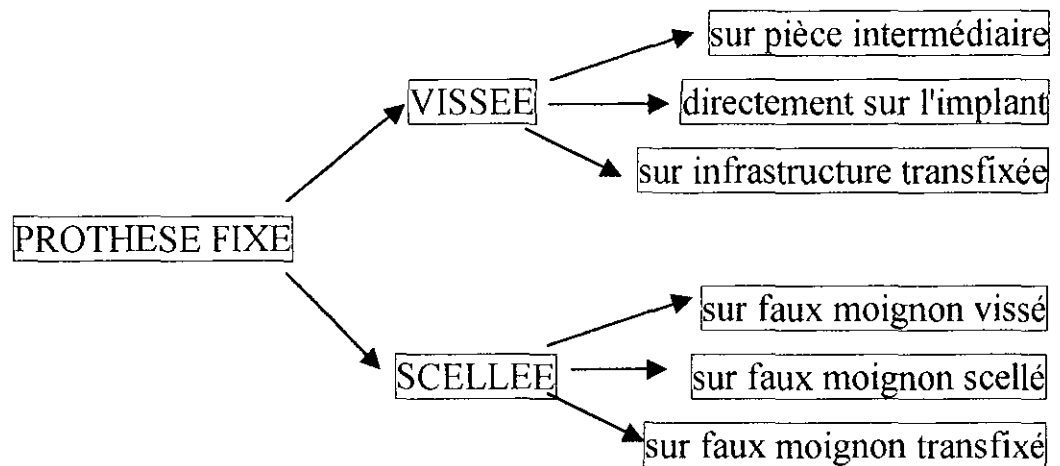 sur pièce intermédiaire
VISSEE
directement sur l'implant
sur infrastructure transfixée
PROTHESE FIXE
sur faux moignon vissé
SCELLEE
sur faux moignon scellé
sur faux moignon transfixé